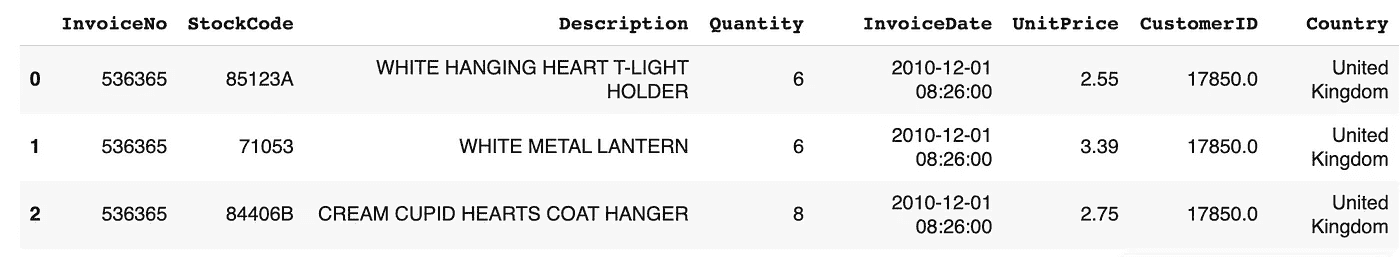 InvoiceNo StockCode Description Quantity InvoiceDate UnitPrice CustomerID Country
0 536365 85123A WHITE HANGING HEART T-LIGHT HOLDER 6 2010-12-01 08:26:00 2.55 17850.0 United Kingdom
1 536365 71053 WHITE METAL LANTERN 6 2010-12-01 08:26:00 3.39 17850.0 United Kingdom
2 536365 84406B CREAM CUPID HEARTS COAT HANGER 8 2010-12-01 08:26:00 2.75 17850.0 United Kingdom